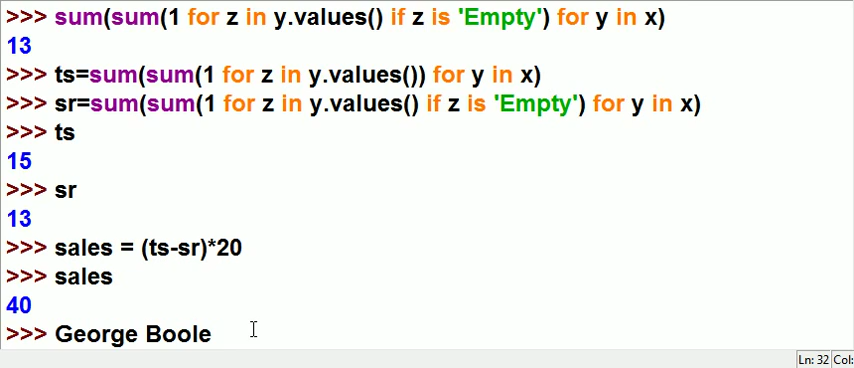 >>> sum(sum(1 for z in y.values() if z is 'Empty') for y in x)
13
>>> ts=sum(sum(1 for z in y.values()) for y in x)
>>> sr=sum(sum(1 for z in y.values() if z is 'Empty') for y in x)
>>> ts
15
>>> sr
13
>>> sales = (ts-sr)*20
>>> sales
40
>>> George Boole
Ln: 32 Col: